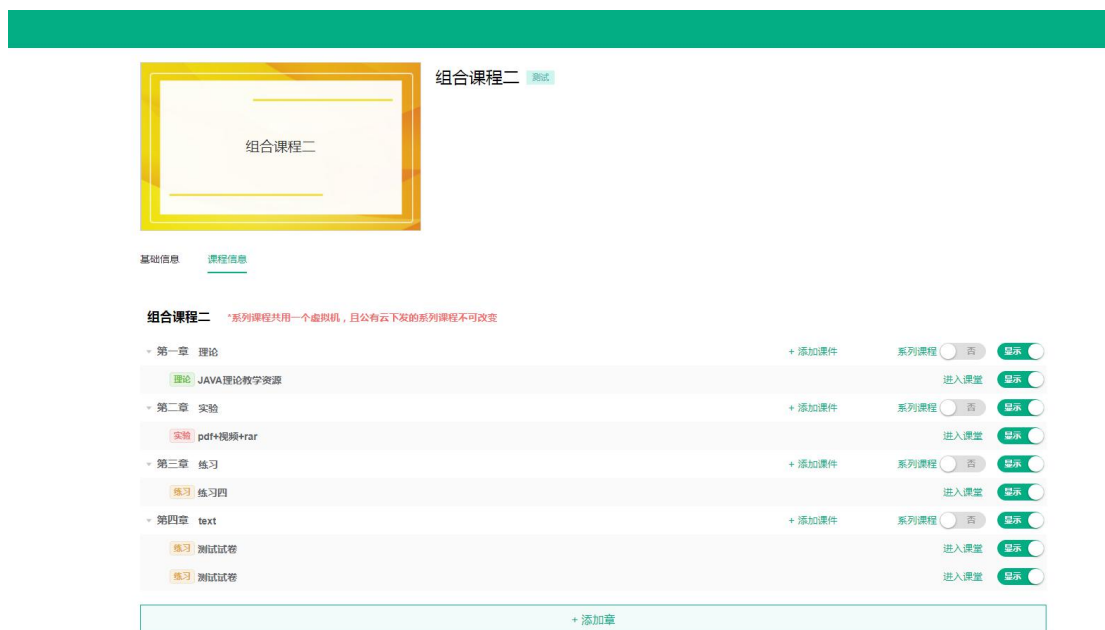 组合课程二 测试
组合课程二
基础信息 课程信息
组合课程二 *系列课程共用一个虚拟机，且公有云下发的系列课程不可改变
第一章 理论 + 添加课件 系列课程 否 显示
理论 JAVA理论教学资源 进入课堂 显示
第二章 实验 + 添加课件 系列课程 否 显示
实验 pdf+视频+rar 进入课堂 显示
第三章 练习 + 添加课件 系列课程 否 显示
练习 练习四 进入课堂 显示
第四章 text + 添加课件 系列课程 否 显示
练习 测试试卷 进入课堂 显示
练习 测试试卷 进入课堂 显示
+ 添加章